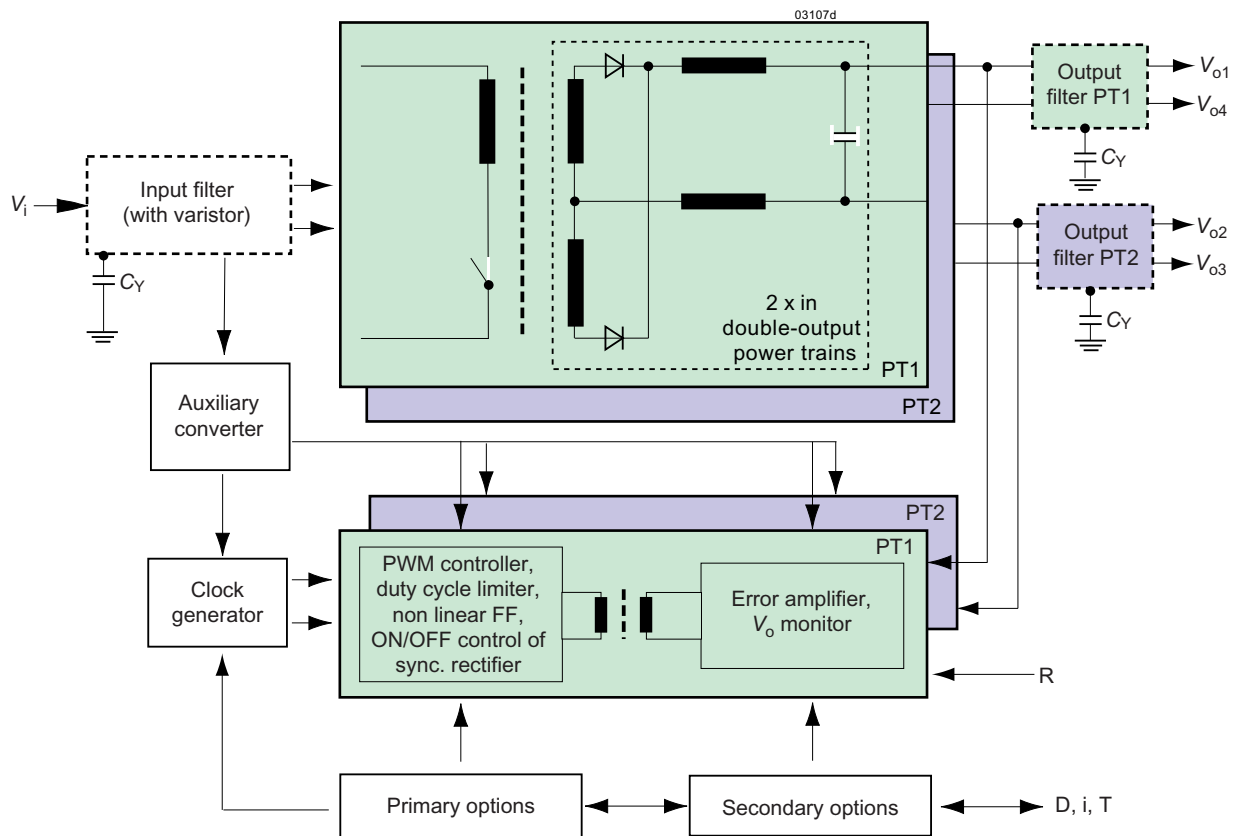 03107d
Output
filter PT1
Vo1
Vo4
CY
Input filter
(with varistor)
Vi
CY
Output
filter PT2
Vo2
Vo3
CY
2 x in
double-output
power trains
PT1
PT2
Auxiliary
converter
PT2
PT1
Clock
generator
PWM controller,
duty cycle limiter,
non linear FF,
ON/OFF control of
sync. rectifier
Error amplifier,
Vo monitor
R
Primary options
Secondary options
D, i, T